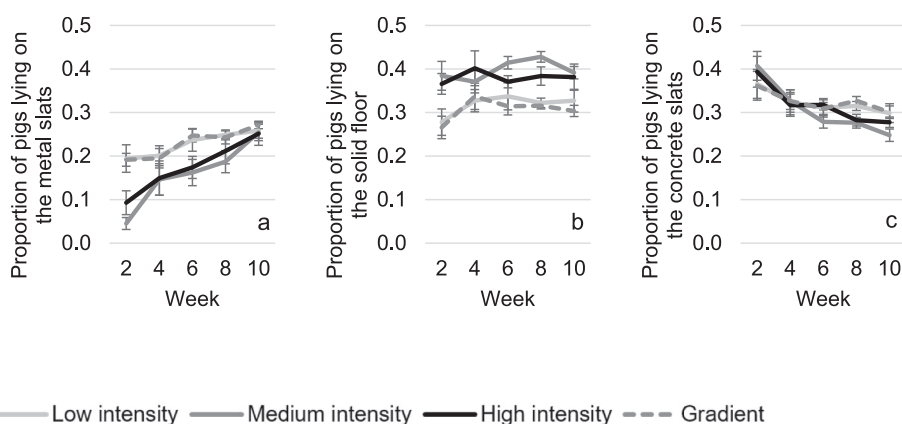 Proportion of pigs lying on
the metal slats
0.5
0.4
0.3
0.2
0.1
0.0
a
2 4 6 8 10
Week
Proportion of pigs lying on
the solid floor
0.5
0.4
0.3
0.2
0.1
0.0
b
2 4 6 8 10
Week
Proportion of pigs lying on
the concrete slats
0.5
0.4
0.3
0.2
0.1
0.0
c
2 4 6 8 10
Week
Low intensity Medium intensity High intensity Gradient